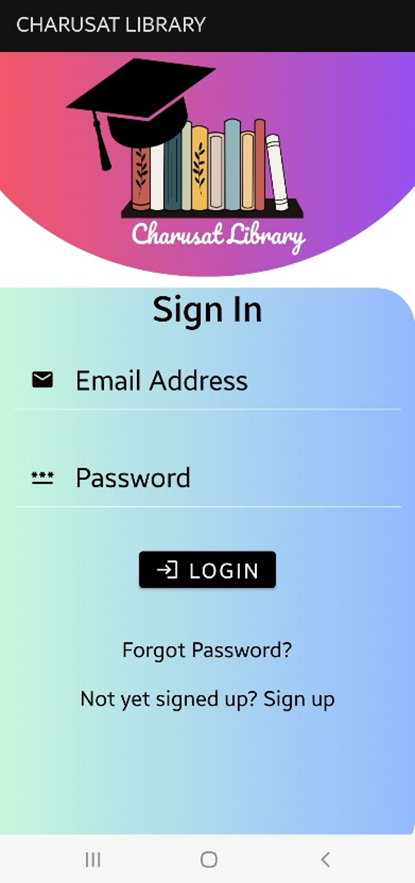 CHARUSAT LIBRARY
Charusat Library
Sign In
Email Address
Password
LOGIN
Forgot Password?
Not yet signed up? Sign up